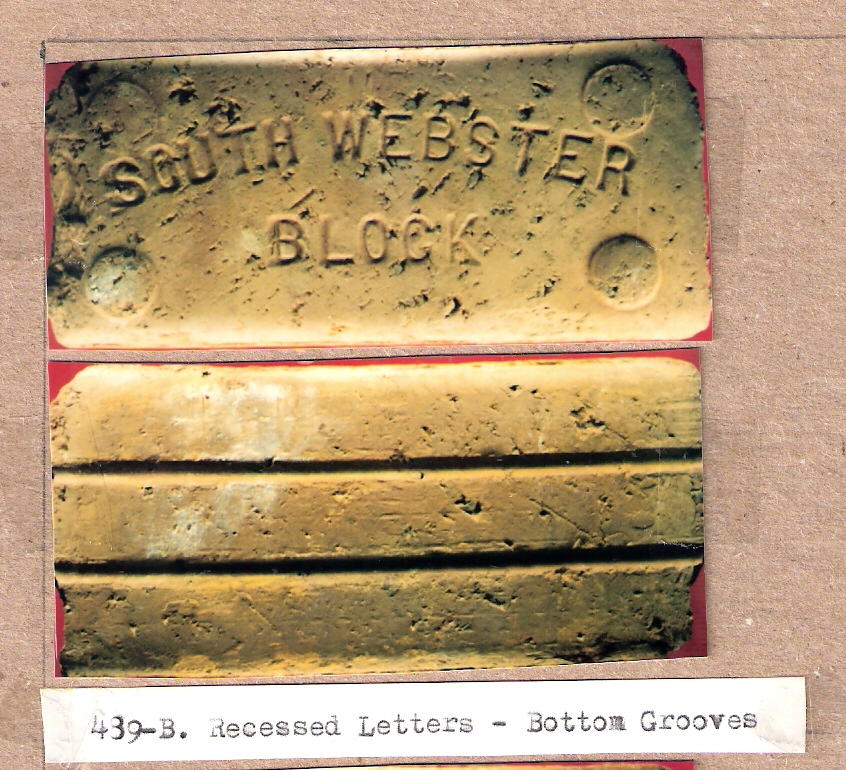 SOUTH WEBSTER
BLOCK
439-B. Recessed Letters - Bottom Grooves